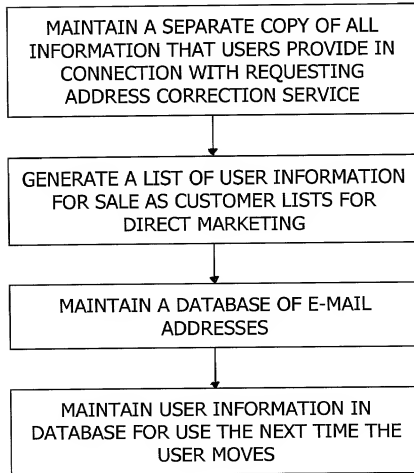 MAINTAIN A SEPARATE COPY OF ALL
INFORMATION THAT USERS PROVIDE IN
CONNECTION WITH REQUESTING
ADDRESS CORRECTION SERVICE
GENERATE A LIST OF USER INFORMATION
FOR SALE AS CUSTOMER LISTS FOR
DIRECT MARKETING
MAINTAIN A DATABASE OF E-MAIL
ADDRESSES
MAINTAIN USER INFORMATION IN
DATABASE FOR USE THE NEXT TIME THE
USER MOVES